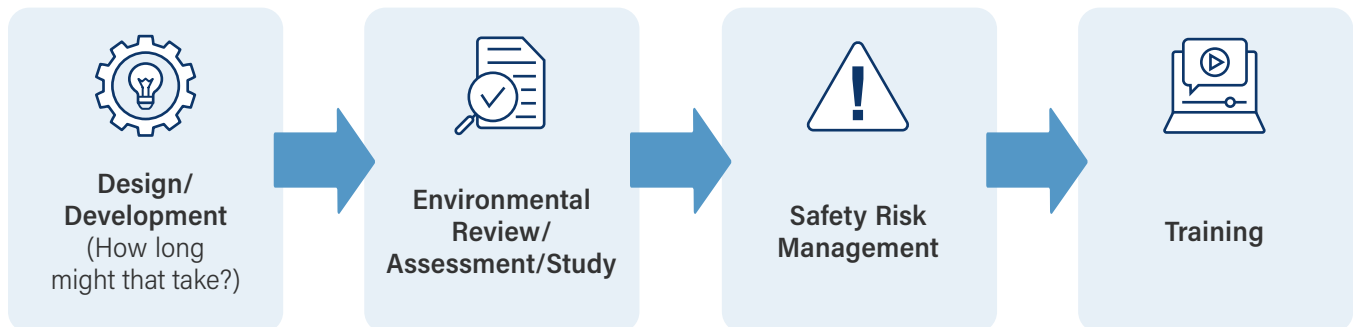 Design/
Development
(How long
might that take?)
Environmental
Review/
Assessment/Study
Safety Risk
Management
Training